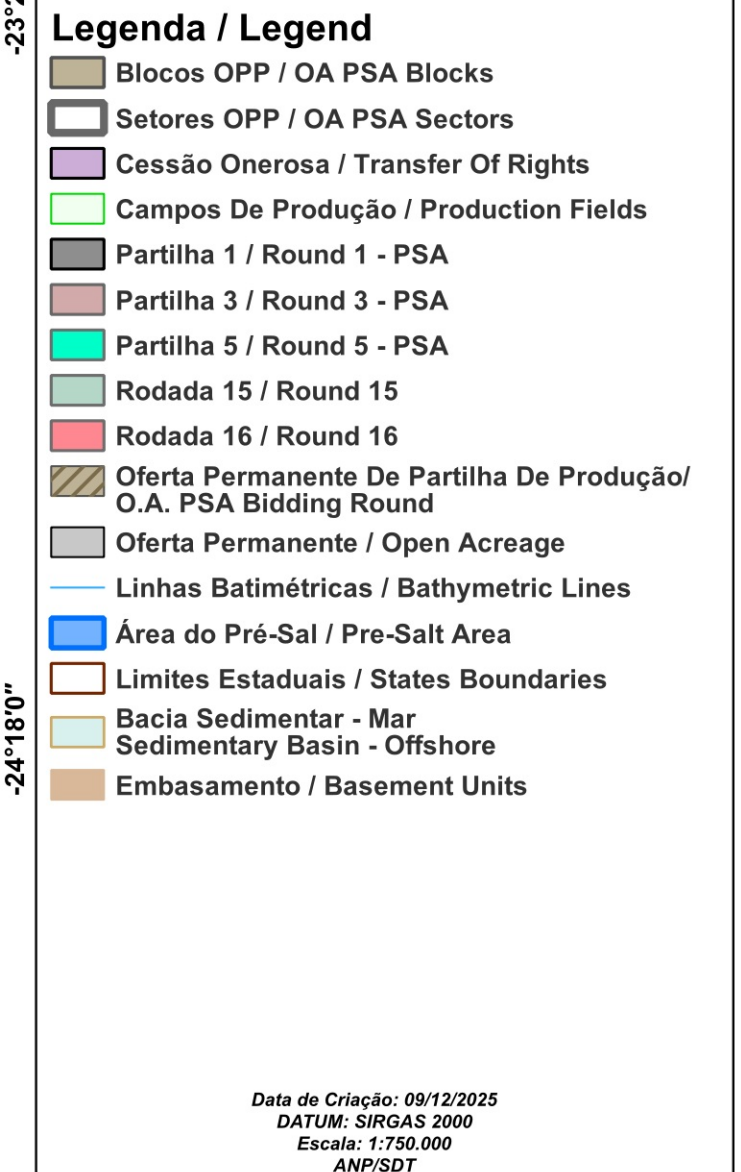 -23°2
Legenda / Legend
Blocos OPP / OA PSA Blocks
Setores OPP / OA PSA Sectors
Cessão Onerosa / Transfer Of Rights
Campos De Produção / Production Fields
Partilha 1 / Round 1 - PSA
Partilha 3 / Round 3 - PSA
Partilha 5 / Round 5 - PSA
Rodada 15 / Round 15
Rodada 16 / Round 16
Oferta Permanente De Partilha De Produção/
O.A. PSA Bidding Round
Oferta Permanente / Open Acreage
Linhas Batimétricas / Bathymetric Lines
Área do Pré-Sal / Pre-Salt Area
Limites Estaduais / States Boundaries
-24°18'0"
Bacia Sedimentar - Mar
Sedimentary Basin - Offshore
Embasamento / Basement Units
Data de Criação: 09/12/2025
DATUM: SIRGAS 2000
Escala: 1:750.000
ANP/SDT